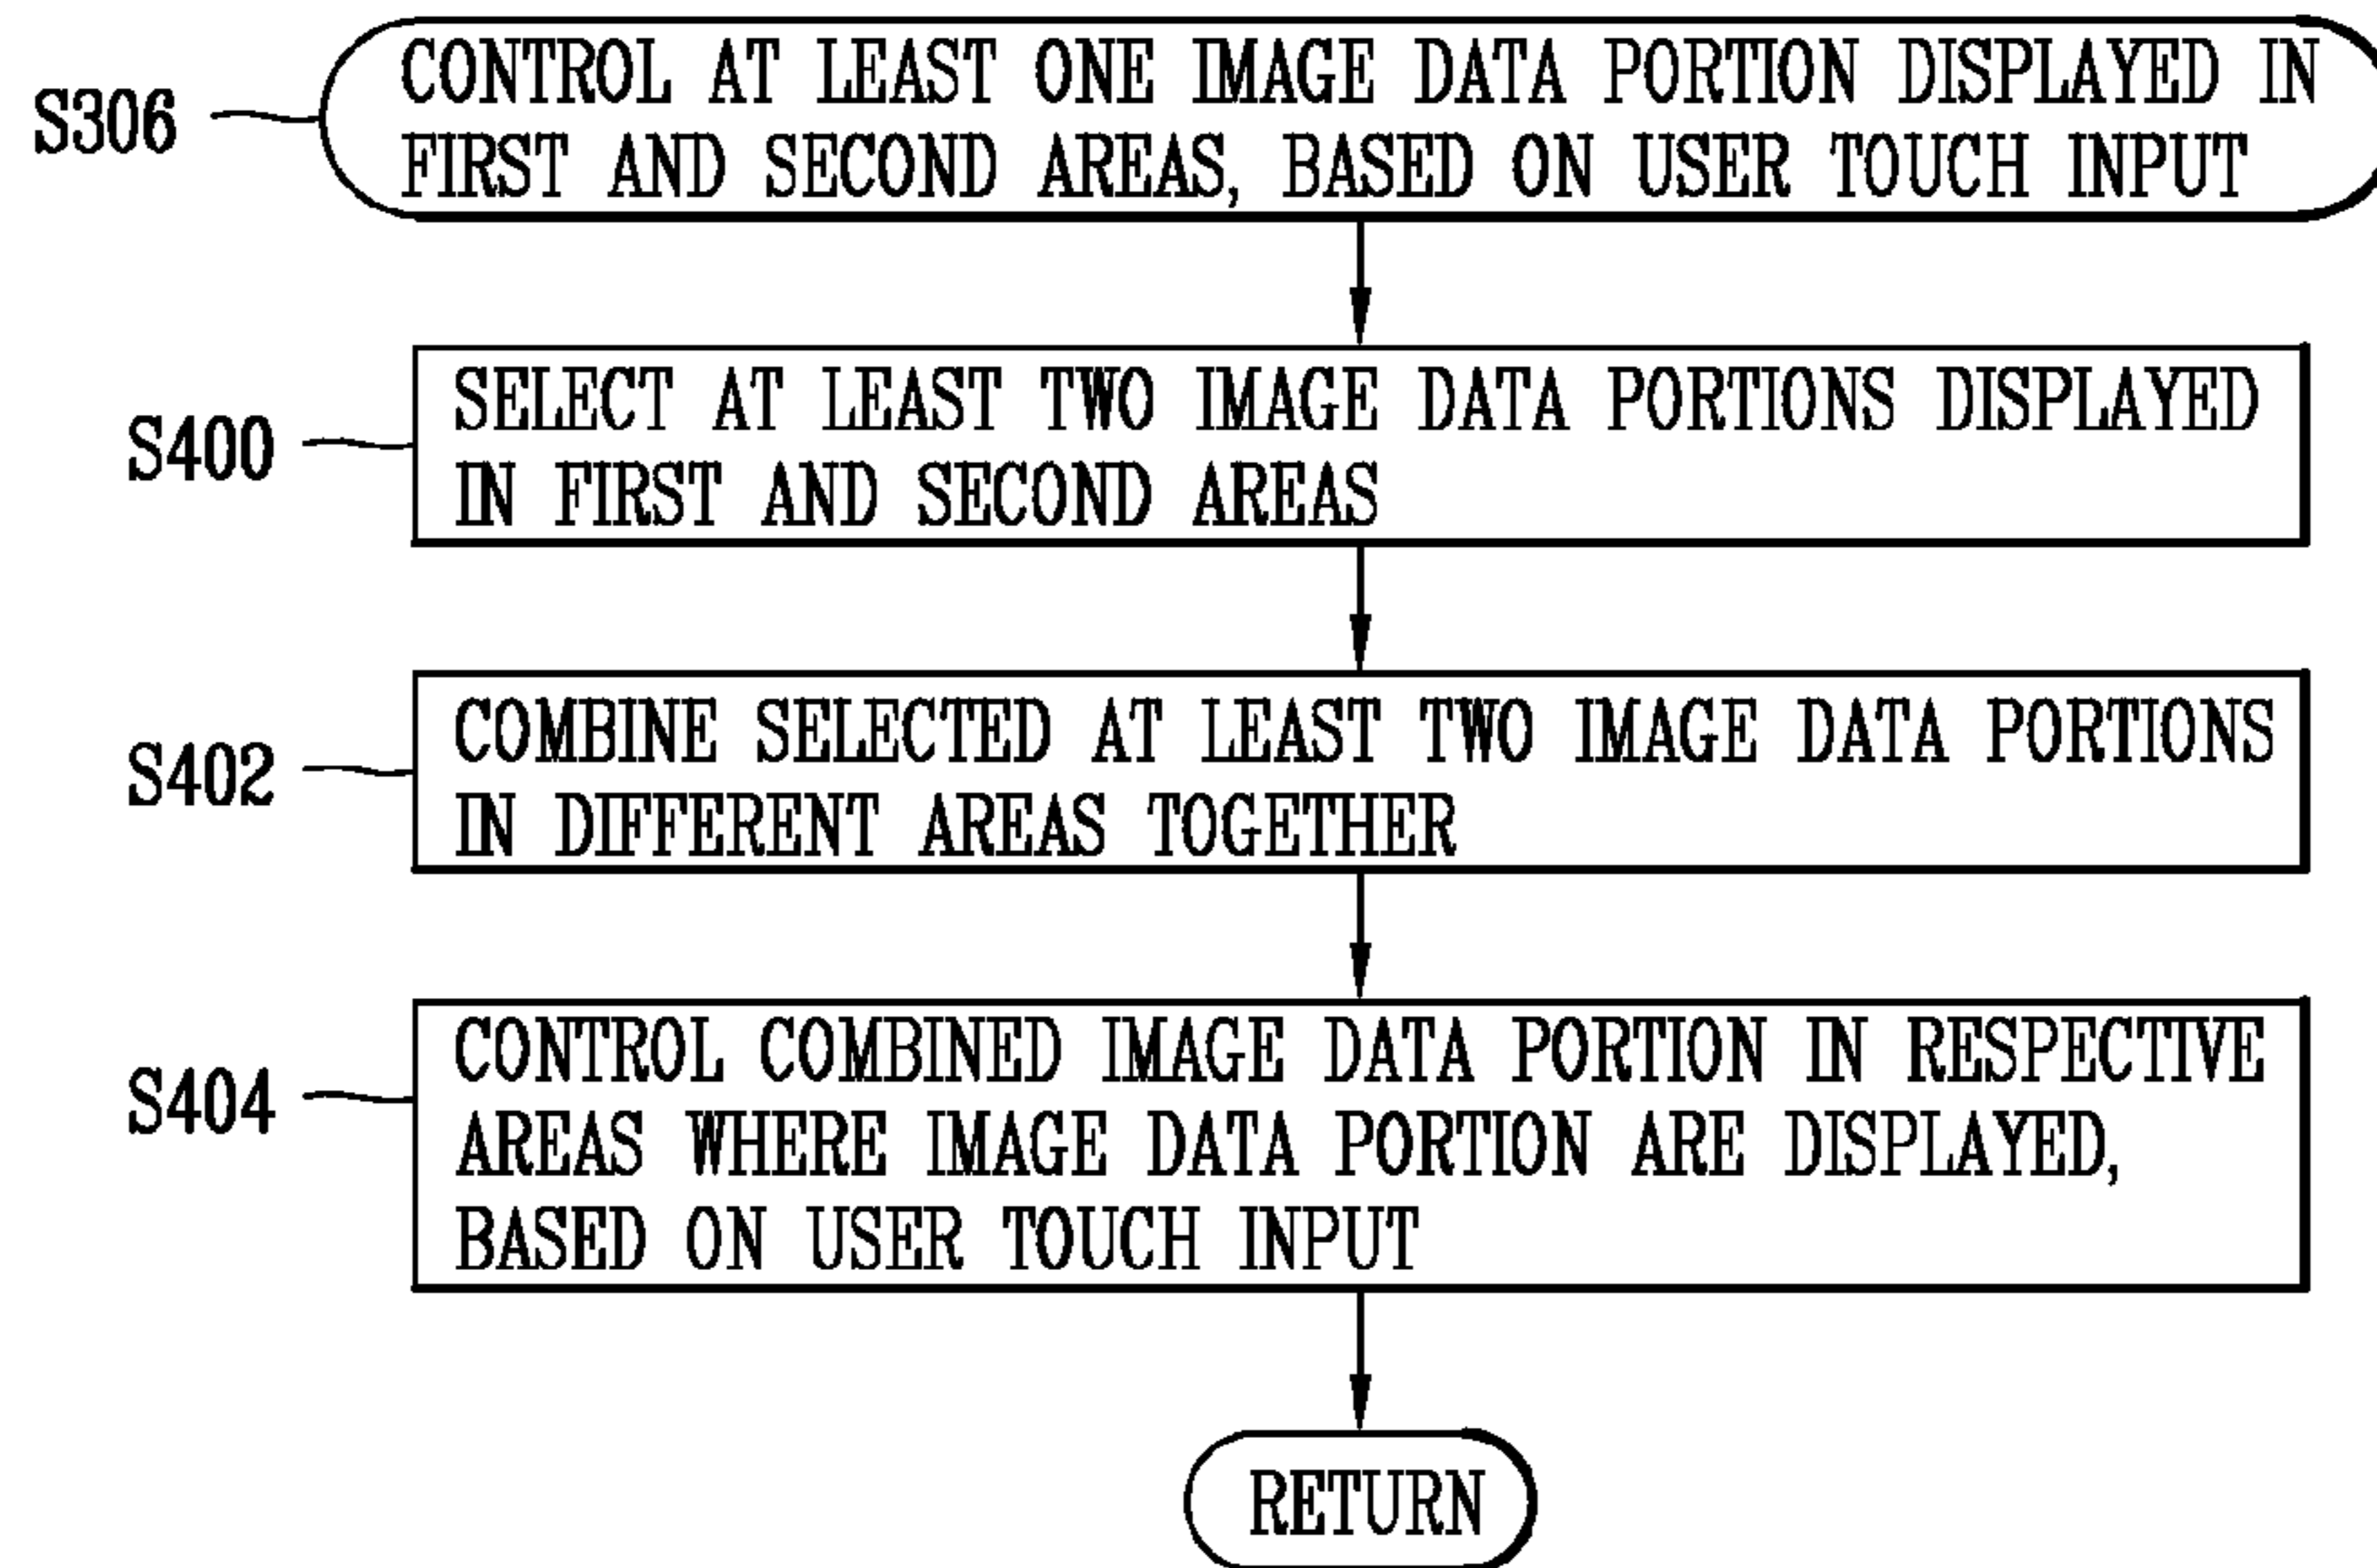 CONTROL AT LEAST ONE IMAGE DATA PORTION DISPLAYED IN
S306
FIRST AND SECOND AREAS, BASED ON USER TOUCH INPUT
SELECT AT LEAST TWO IMAGE DATA PORTIONS DISPLAYED
S400
IN FIRST AND SECOND AREAS
COMBINE SELECTED AT LEAST TWO IMAGE DATA PORTIONS
S402
IN DIFFERENT AREAS TOGETHER
CONTROL COMBINED IMAGE DATA PORTION IN RESPECTIVE
S404
AREAS WHERE IMAGE DATA PORTION ARE DISPLAYED,
BASED ON USER TOUCH INPUT
RETURN